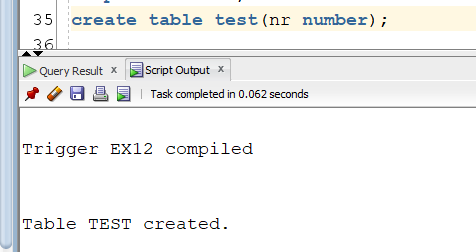 35 create table test(nr number);
36
Query Result x Script Output x
Task completed in 0.062 seconds
Trigger EX12 compiled
Table TEST created.